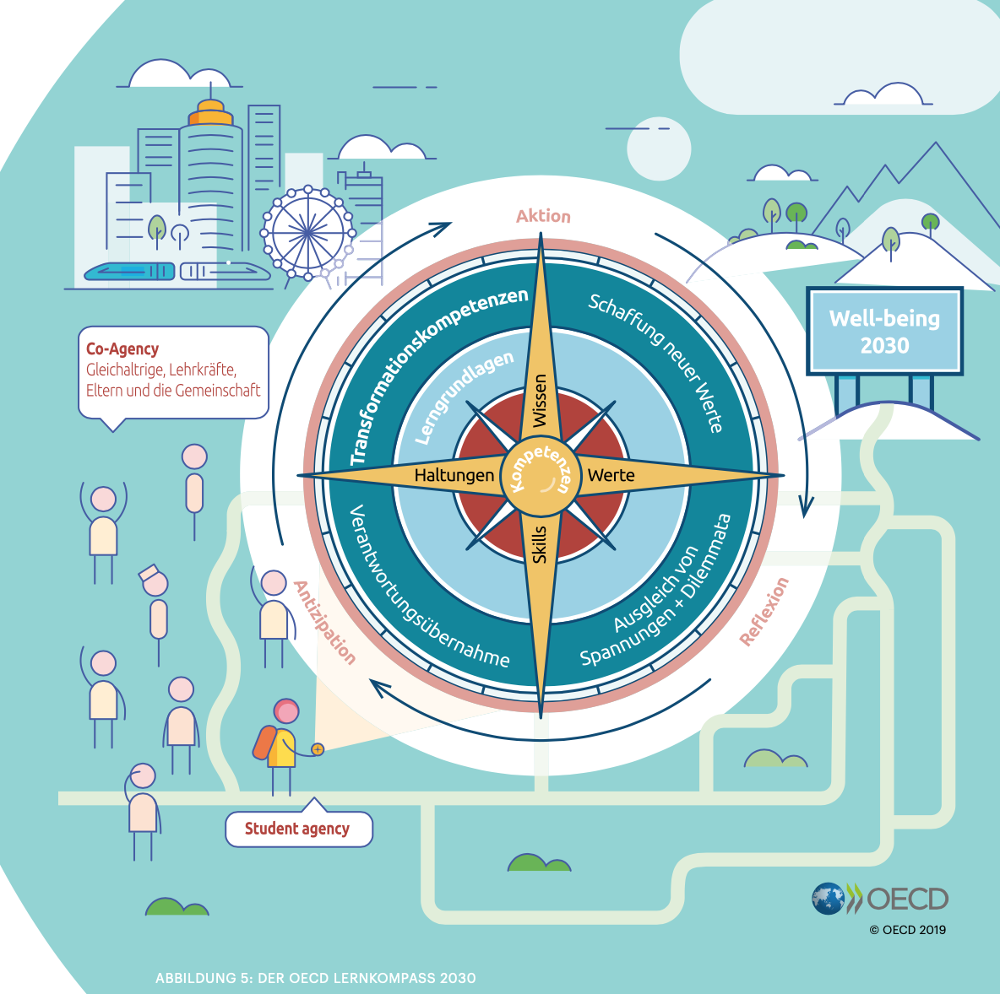 Aktion
Transformationskompetenzen
Schaffung neuer Werte
Lerngrundlagen
Well-being
2030
Co-Agency
Gleichaltrige, Lehrkräfte,
Eltern und die Gemeinschaft
Wissen
Kompetenzen
Haltungen
Werte
Skills
Verantwortungsübernahme
Ausgleich von
Spannungen + Dilemmata
Antizipation
Reflexion
Student agency
OECD
© OECD 2019
ABBILDUNG 5: DER OECD LERNKOMPASS 2030